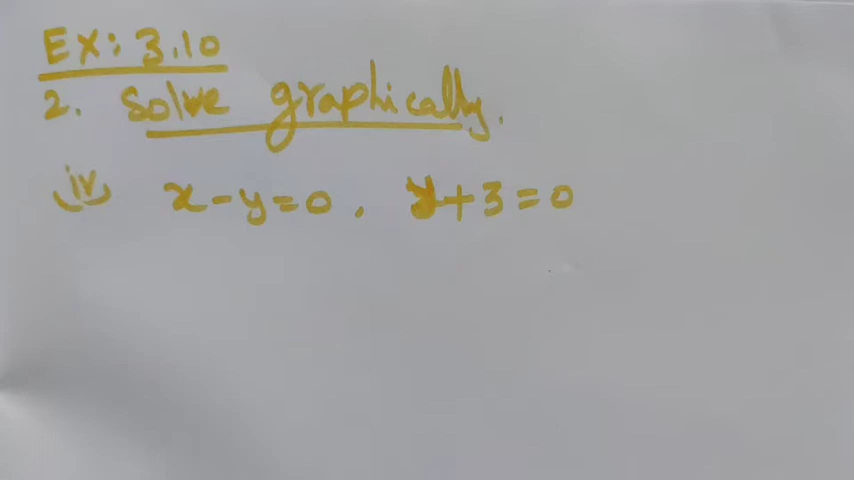 Ex: 3.10
2. Solve graphically.
(iv) x - y = 0, y + 3 = 0